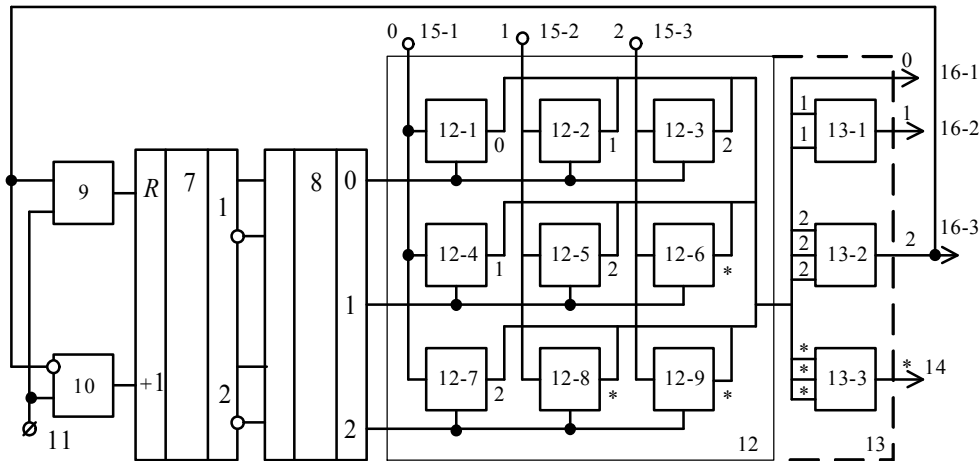 0 15-1 1 15-2 2 15-3
0 16-1
12-1 0 12-2 1 12-3 2
1 1 13-1 1 16-2
9 R 7 1 8 0
12-4 1 12-5 2 12-6 *
2 2 2 13-2 2 16-3
1
12-7 2 12-8 * 12-9 *
* * * 13-3 * 14
10 +1 2
11 2 12 13